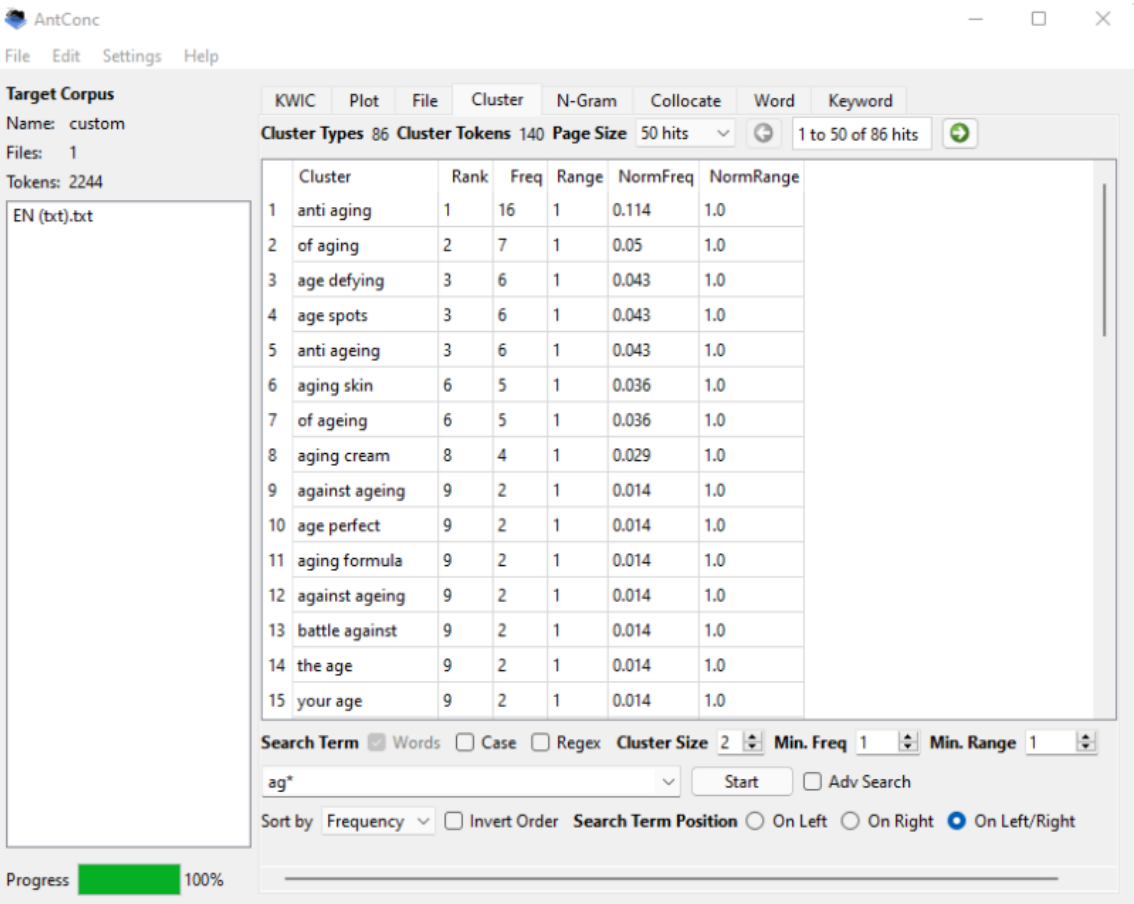 AntConc
File Edit Settings Help
Target Corpus
Name: custom
Files: 1
Tokens: 2244
EN (txt).txt
Progress 100%
KWIC Plot File Cluster N-Gram Collocate Word Keyword
Cluster Types 86 Cluster Tokens 140 Page Size 50 hits 1 to 50 of 86 hits
Cluster Rank Freq Range NormFreq NormRange
1 anti aging 1 16 1 0.114 1.0
2 of aging 2 7 1 0.05 1.0
3 age defying 3 6 1 0.043 1.0
4 age spots 3 6 1 0.043 1.0
5 anti ageing 3 6 1 0.043 1.0
6 aging skin 6 5 1 0.036 1.0
7 of ageing 6 5 1 0.036 1.0
8 aging cream 8 4 1 0.029 1.0
9 against ageing 9 2 1 0.014 1.0
10 age perfect 9 2 1 0.014 1.0
11 aging formula 9 2 1 0.014 1.0
12 against ageing 9 2 1 0.014 1.0
13 battle against 9 2 1 0.014 1.0
14 the age 9 2 1 0.014 1.0
15 your age 9 2 1 0.014 1.0
Search Term Words Case Regex Cluster Size 2 Min. Freq 1 Min. Range 1
ag* Start Adv Search
Sort by Frequency Invert Order Search Term Position On Left On Right On Left/Right